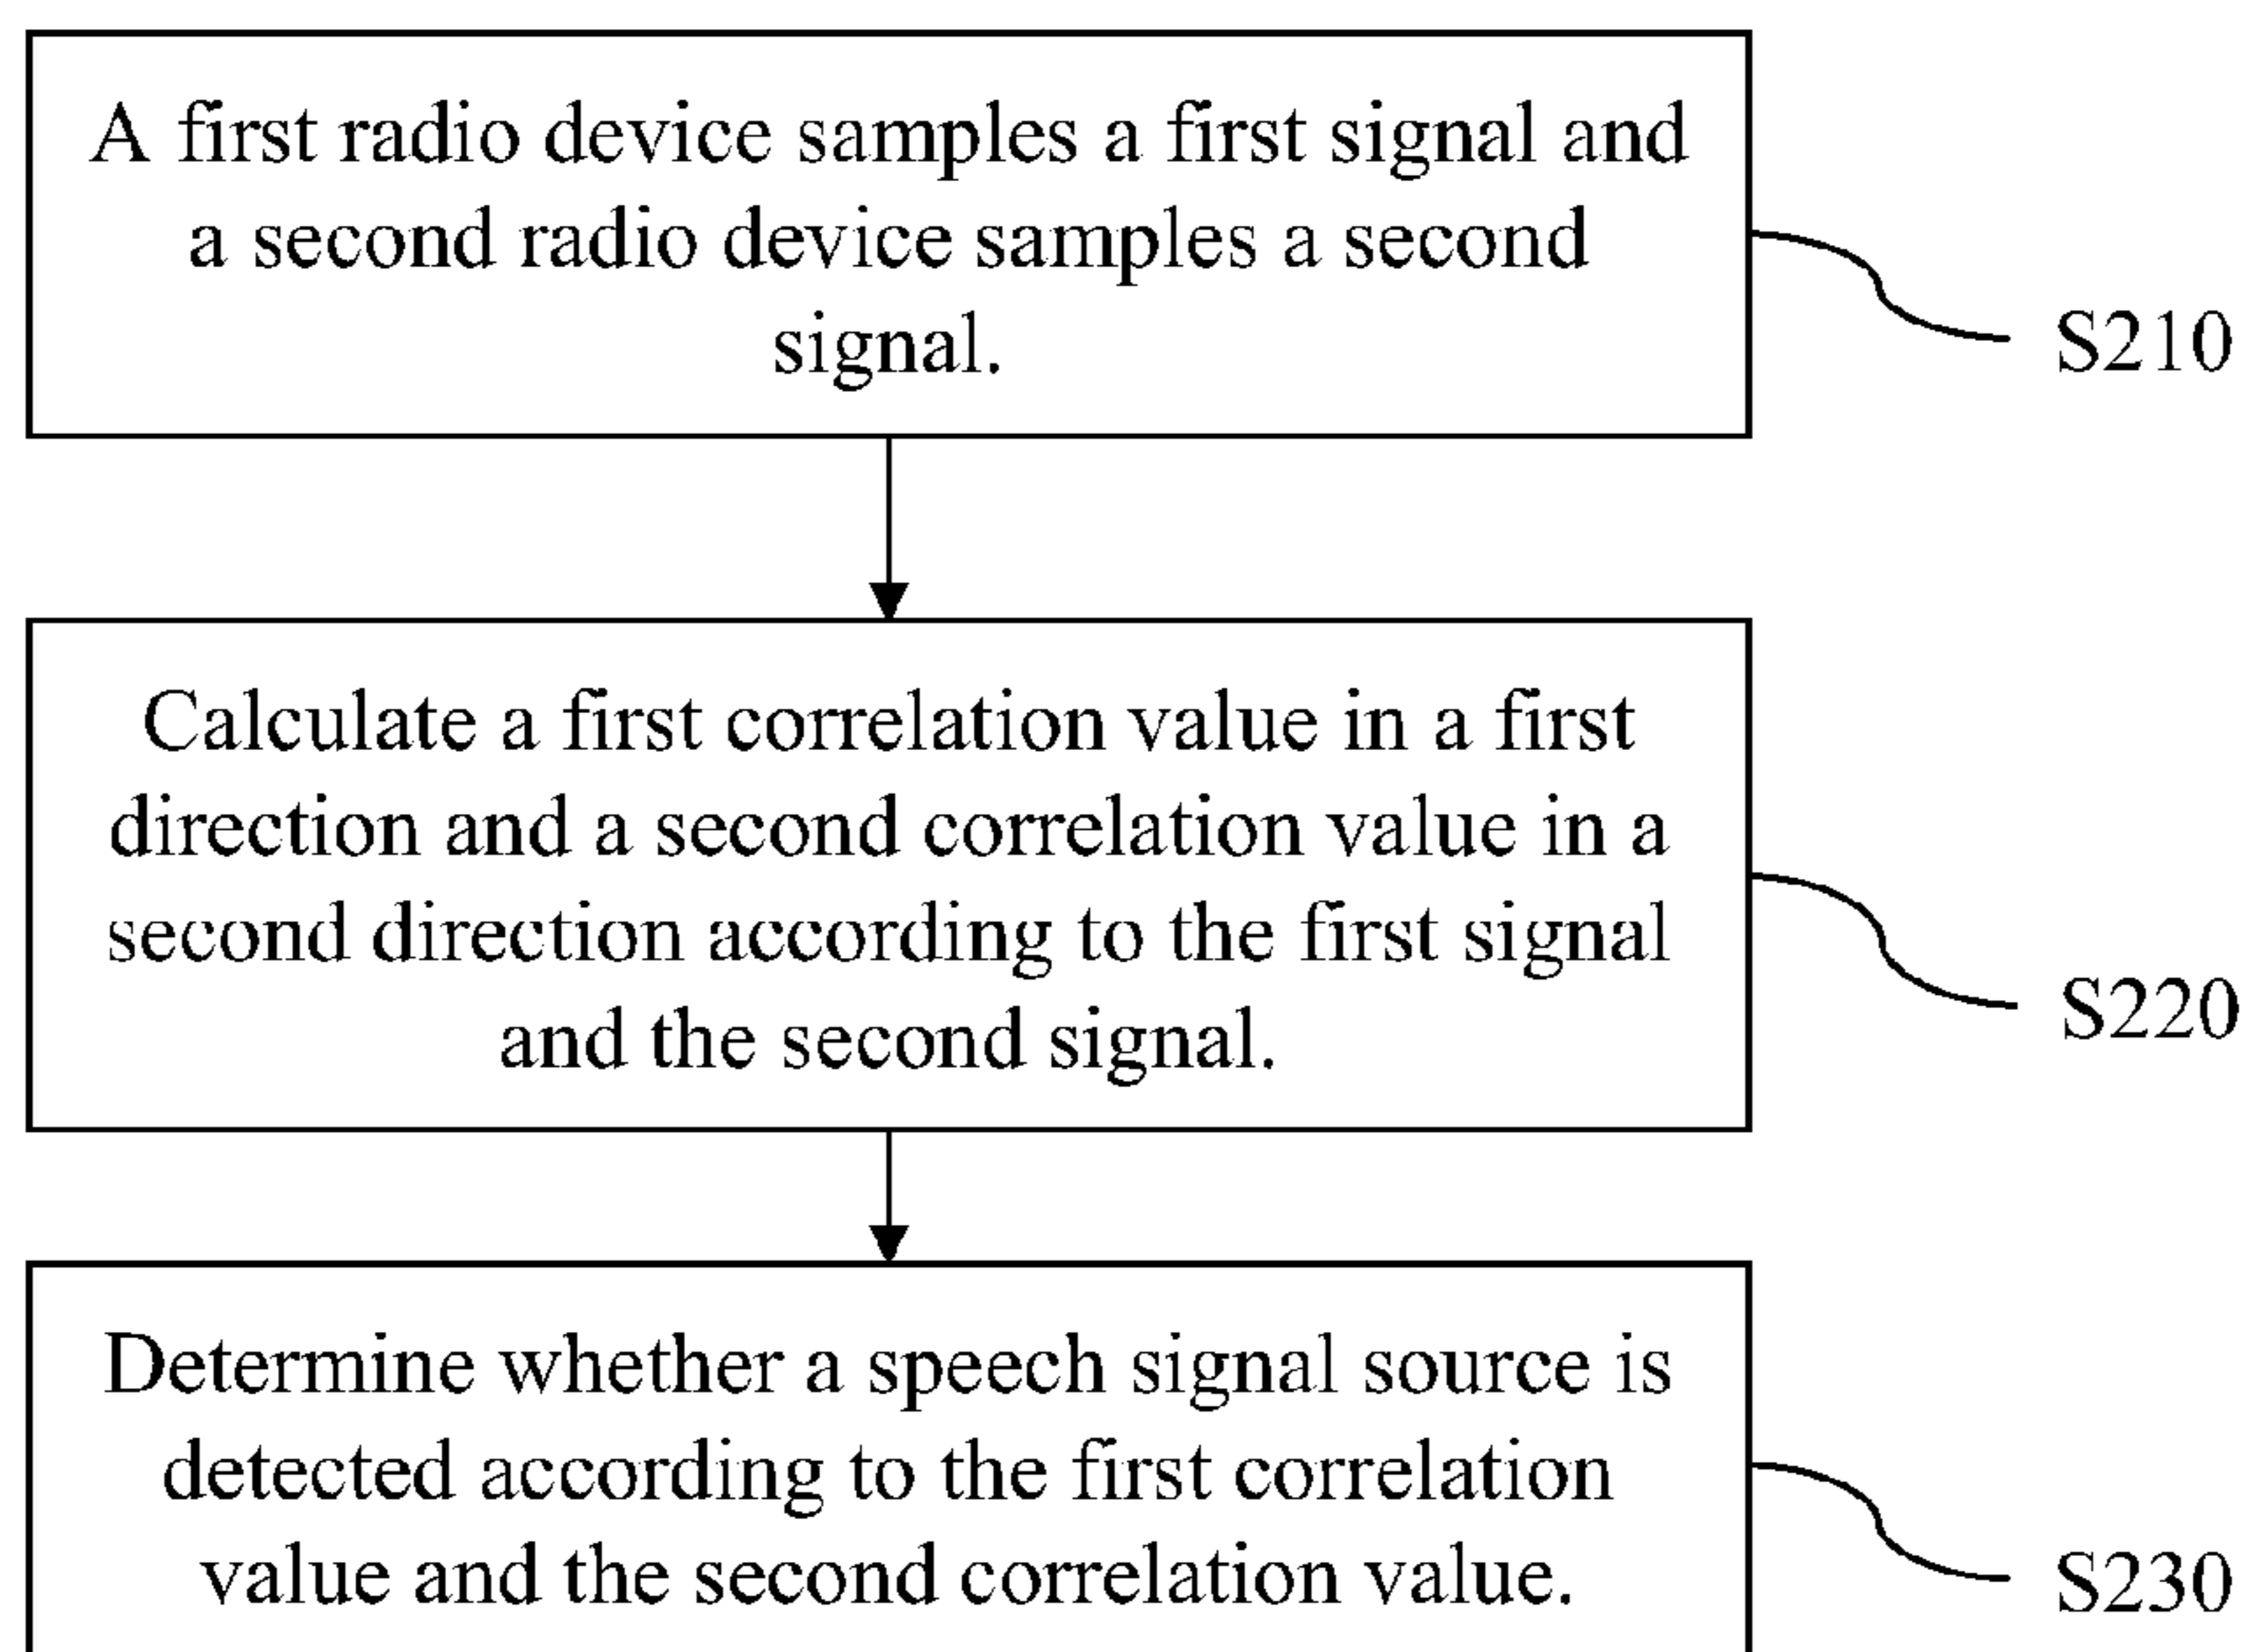 A first radio device samples a first signal and
a second radio device samples a second
signal.
S210
Calculate a first correlation value in a first
direction and a second correlation value in a
second direction according to the first signal
and the second signal.
S220
Determine whether a speech signal source is
detected according to the first correlation
value and the second correlation value.
S230